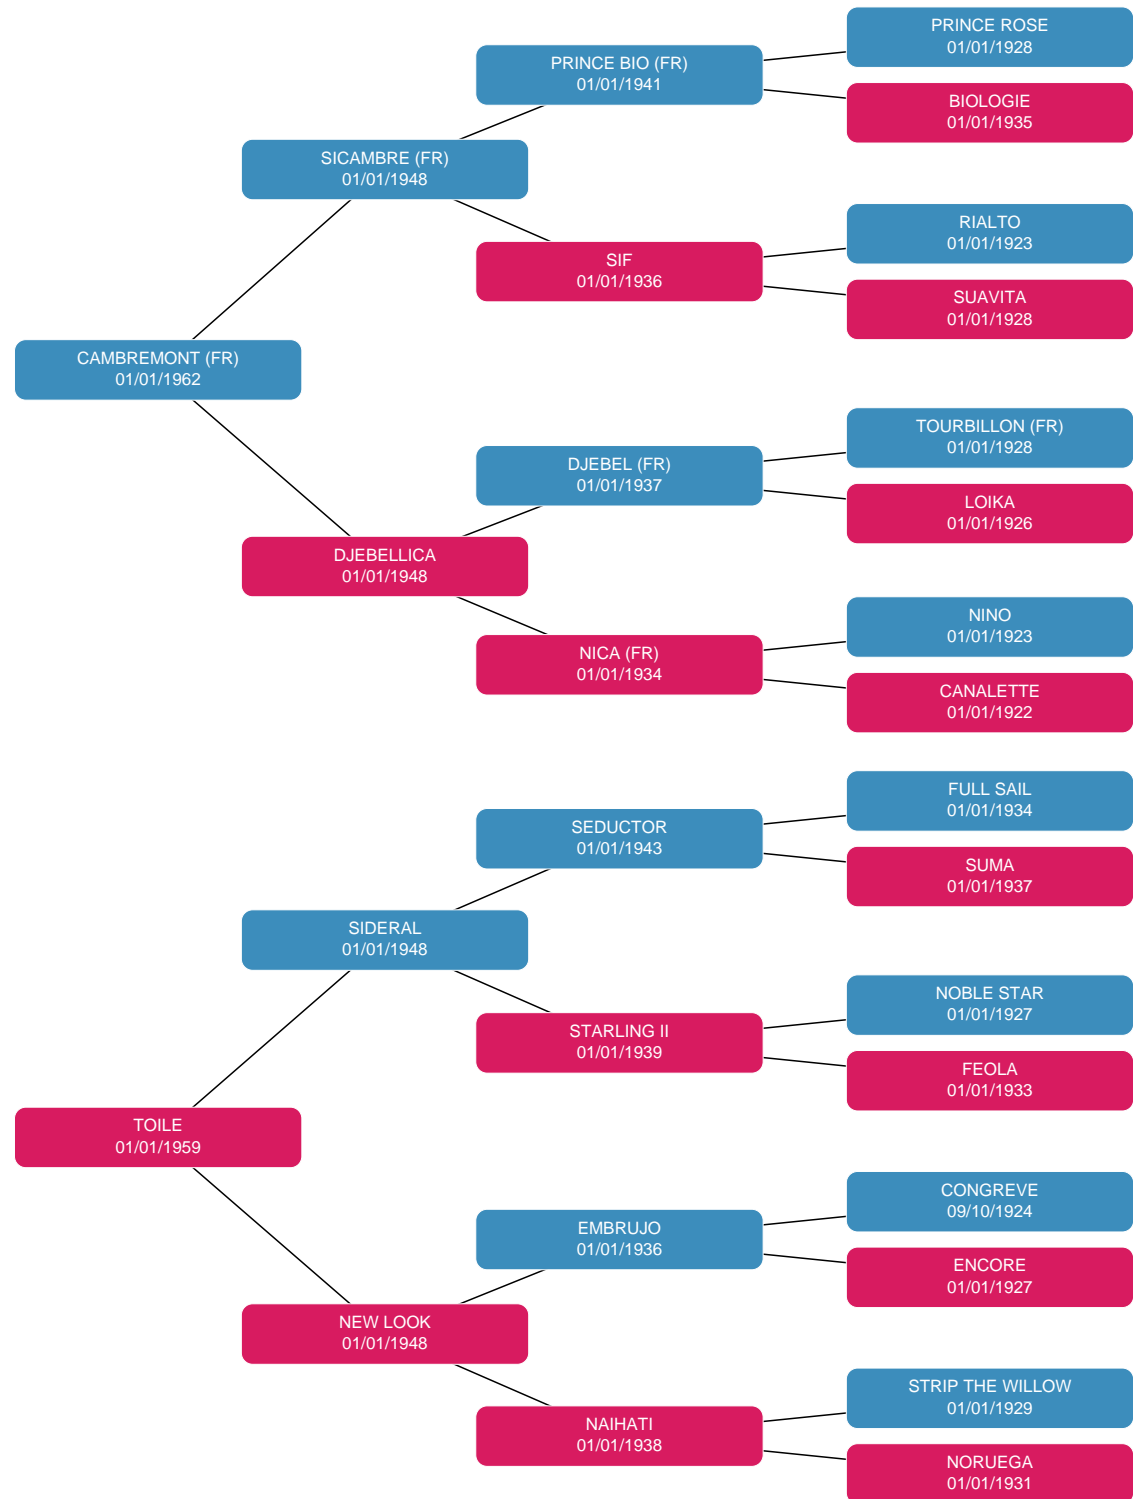 PRINCE ROSE
01/01/1928
PRINCE BIO (FR)
01/01/1941
BIOLOGIE
01/01/1935
SICAMBRE (FR)
01/01/1948
RIALTO
01/01/1923
SIF
01/01/1936
SUAVITA
01/01/1928
CAMBREMONT (FR)
01/01/1962
TOURBILLON (FR)
01/01/1928
DJEBEL (FR)
01/01/1937
LOIKA
01/01/1926
DJEBELLICA
01/01/1948
NINO
01/01/1923
NICA (FR)
01/01/1934
CANALETTE
01/01/1922
FULL SAIL
01/01/1934
SEDUCTOR
01/01/1943
SUMA
01/01/1937
SIDERAL
01/01/1948
NOBLE STAR
01/01/1927
STARLING II
01/01/1939
FEOLA
01/01/1933
TOILE
01/01/1959
CONGREVE
09/10/1924
EMBRUJO
01/01/1936
ENCORE
01/01/1927
NEW LOOK
01/01/1948
STRIP THE WILLOW
01/01/1929
NAIHATI
01/01/1938
NORUEGA
01/01/1931